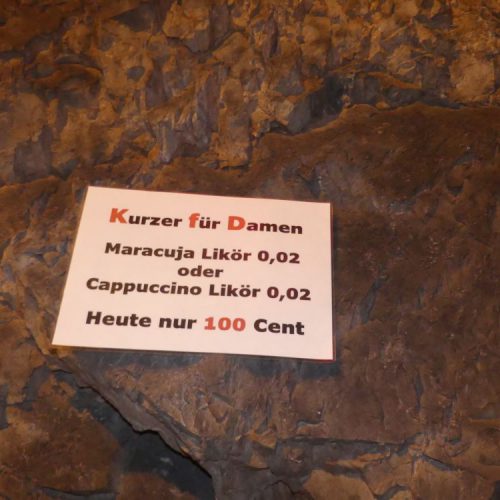 Kurzer für Damen
Maracuja Likör 0,02
oder
Cappuccino Likör 0,02
Heute nur 100 Cent